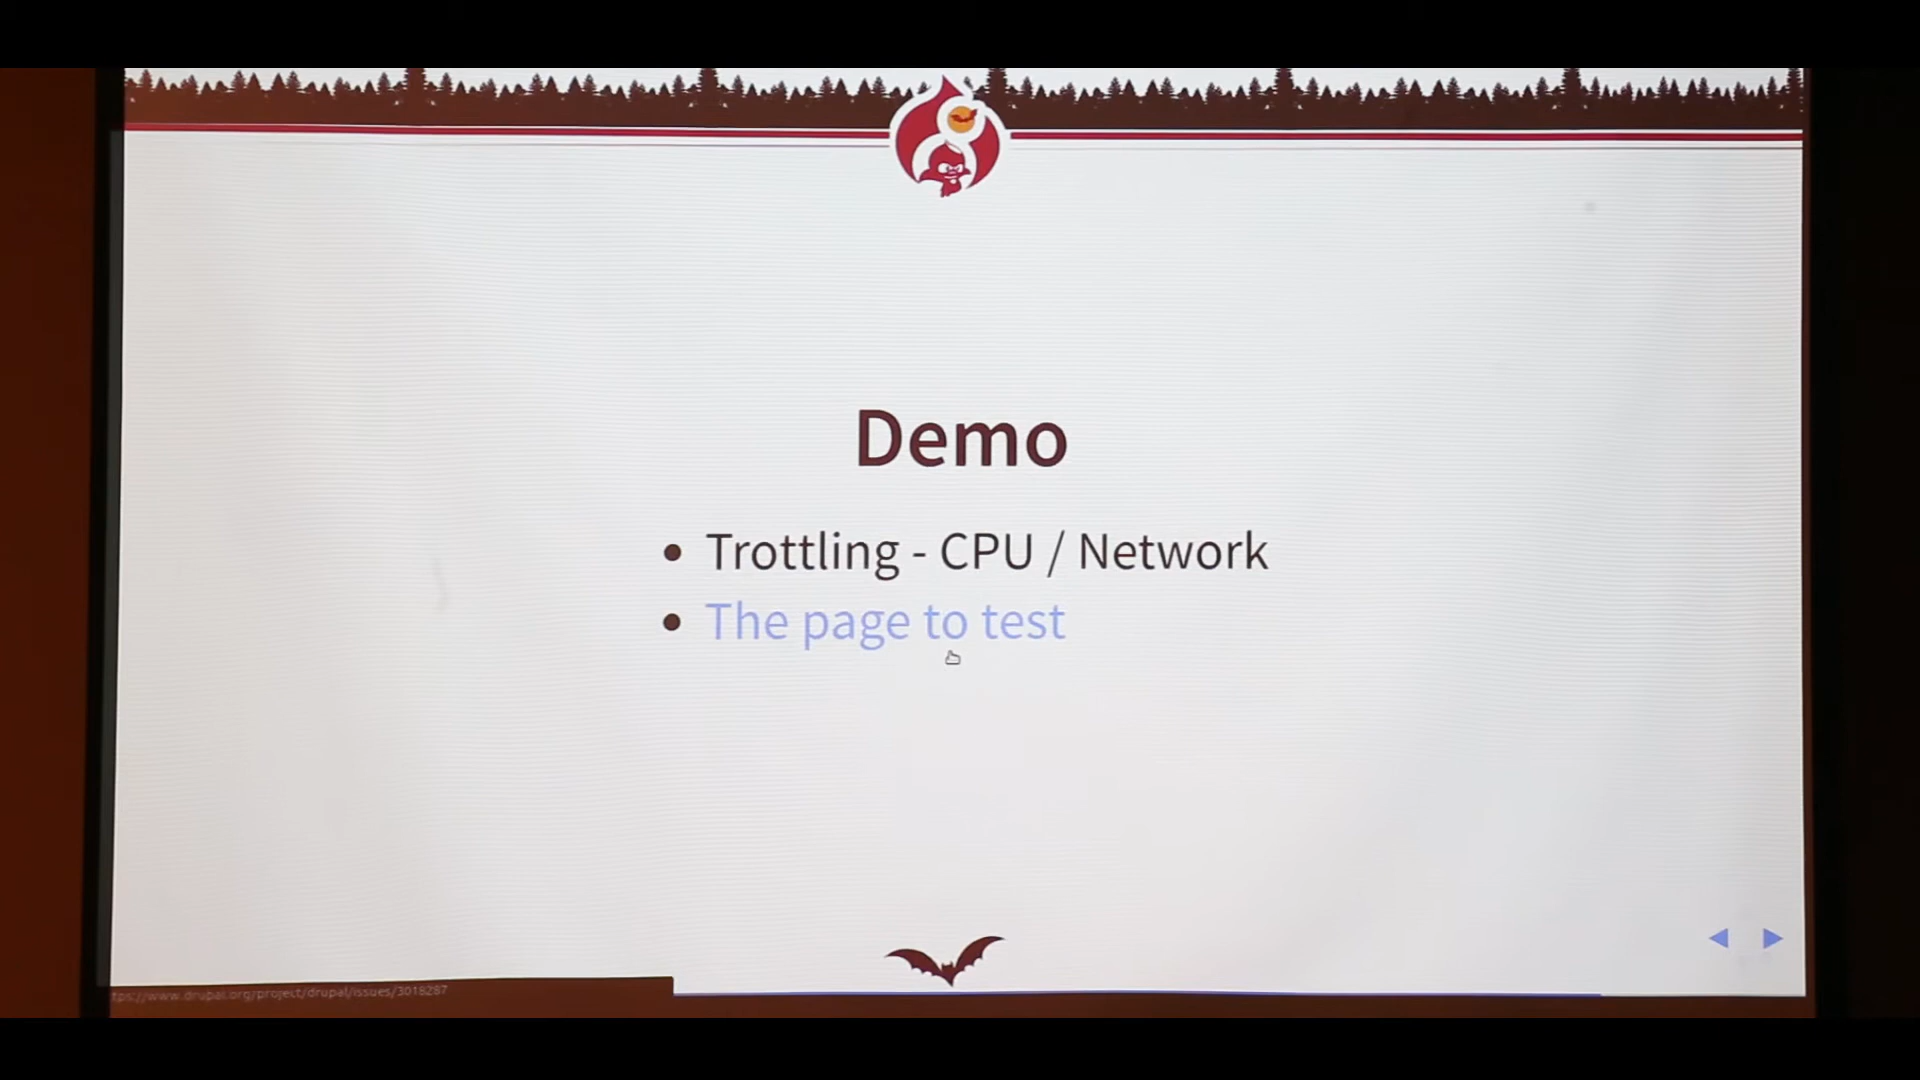 Demo
Trottling - CPU / Network
The page to test
tps://www.drupal.org/project/drupal/issues/3018287